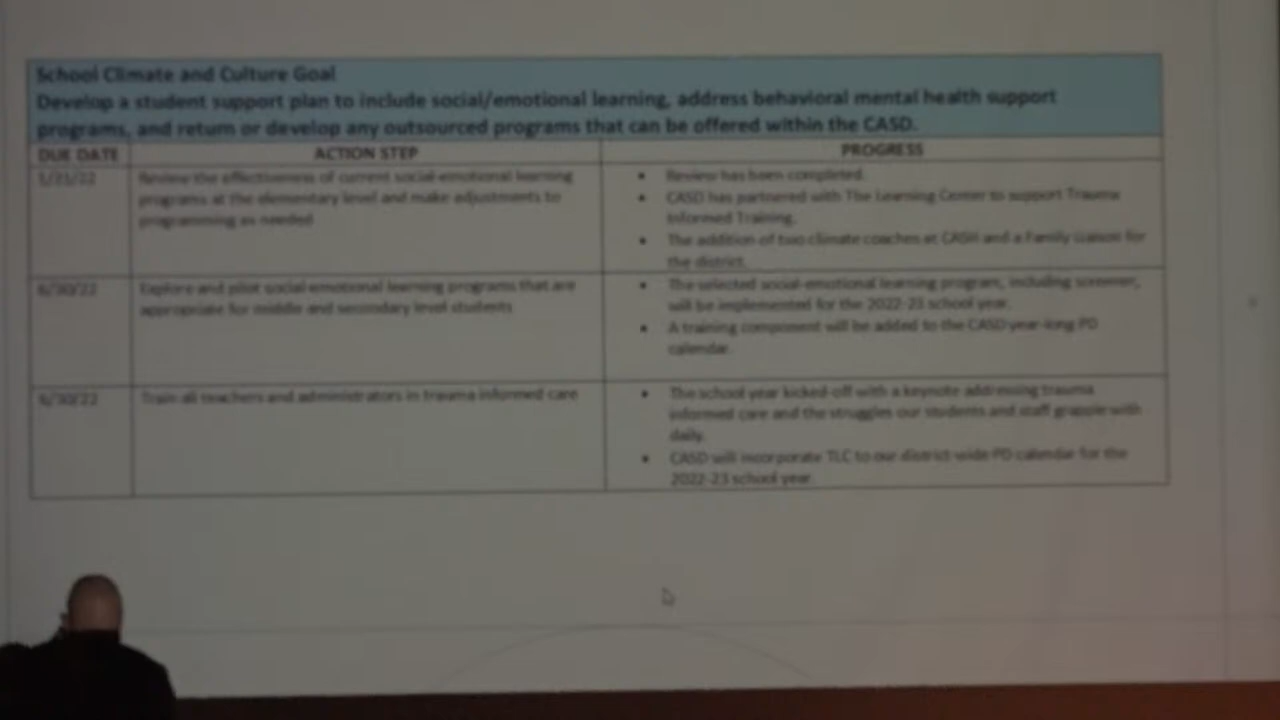 School Climate and Culture Goal
Develop a student support plan to include social/emotional learning, address behavioral mental health support
programs, and return or develop any outsourced programs that can be offered within the CASD.
DUE DATE ACTION STEP PROGRESS
Review the effectiveness of current social-emotional learning
programs at the elementary level and make adjustments to
programming as needed
• Review has been completed.
• CASD has partnered with The Learning Center to support Trauma
Informed Training.
• The addition of two climate coaches at CASH and a Family Liaison for
the district.
6/30/22
Explore and pilot social-emotional learning programs that are
appropriate for middle and secondary level students
• The selected social-emotional learning program, including screener,
will be implemented for the 2022-23 school year.
• A training component will be added to the CASD year-long PD
calendar.
6/30/22
Train all teachers and administrators in trauma informed care
• The school year kicked-off with a keynote addressing trauma
informed care and the struggles our students and staff grapple with
daily.
• CASD will incorporate TLC to our district-wide PD calendar for the
2022-23 school year.